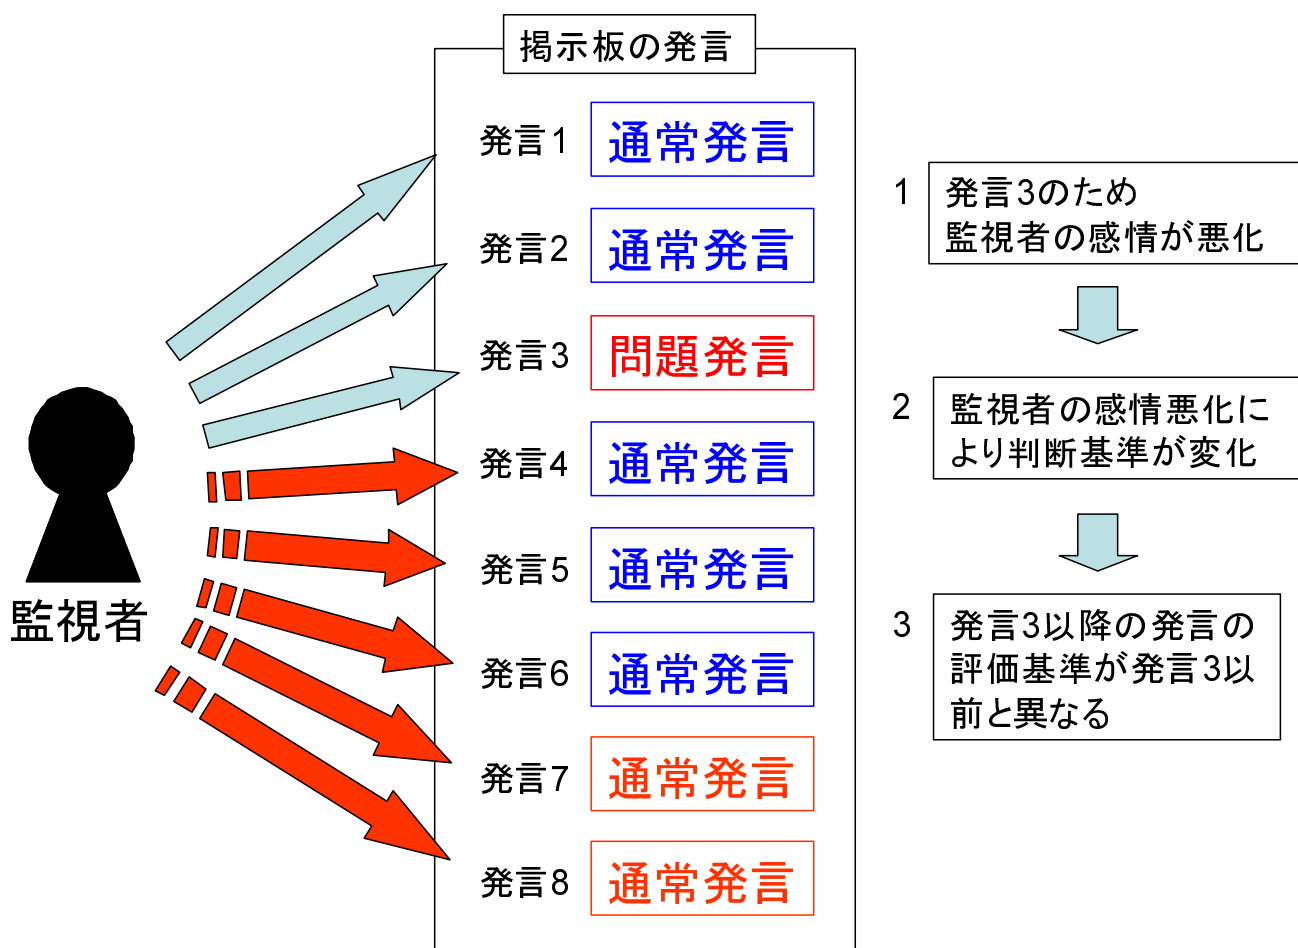 掲示板の発言
発言1 通常発言
発言2 通常発言
発言3 問題発言
発言4 通常発言
発言5 通常発言
発言6 通常発言
発言7 通常発言
発言8 通常発言
監視者
1 発言3のため
監視者の感情が悪化
2 監視者の感情悪化に
より判断基準が変化
3 発言3以降の発言の
評価基準が発言3以
前と異なる